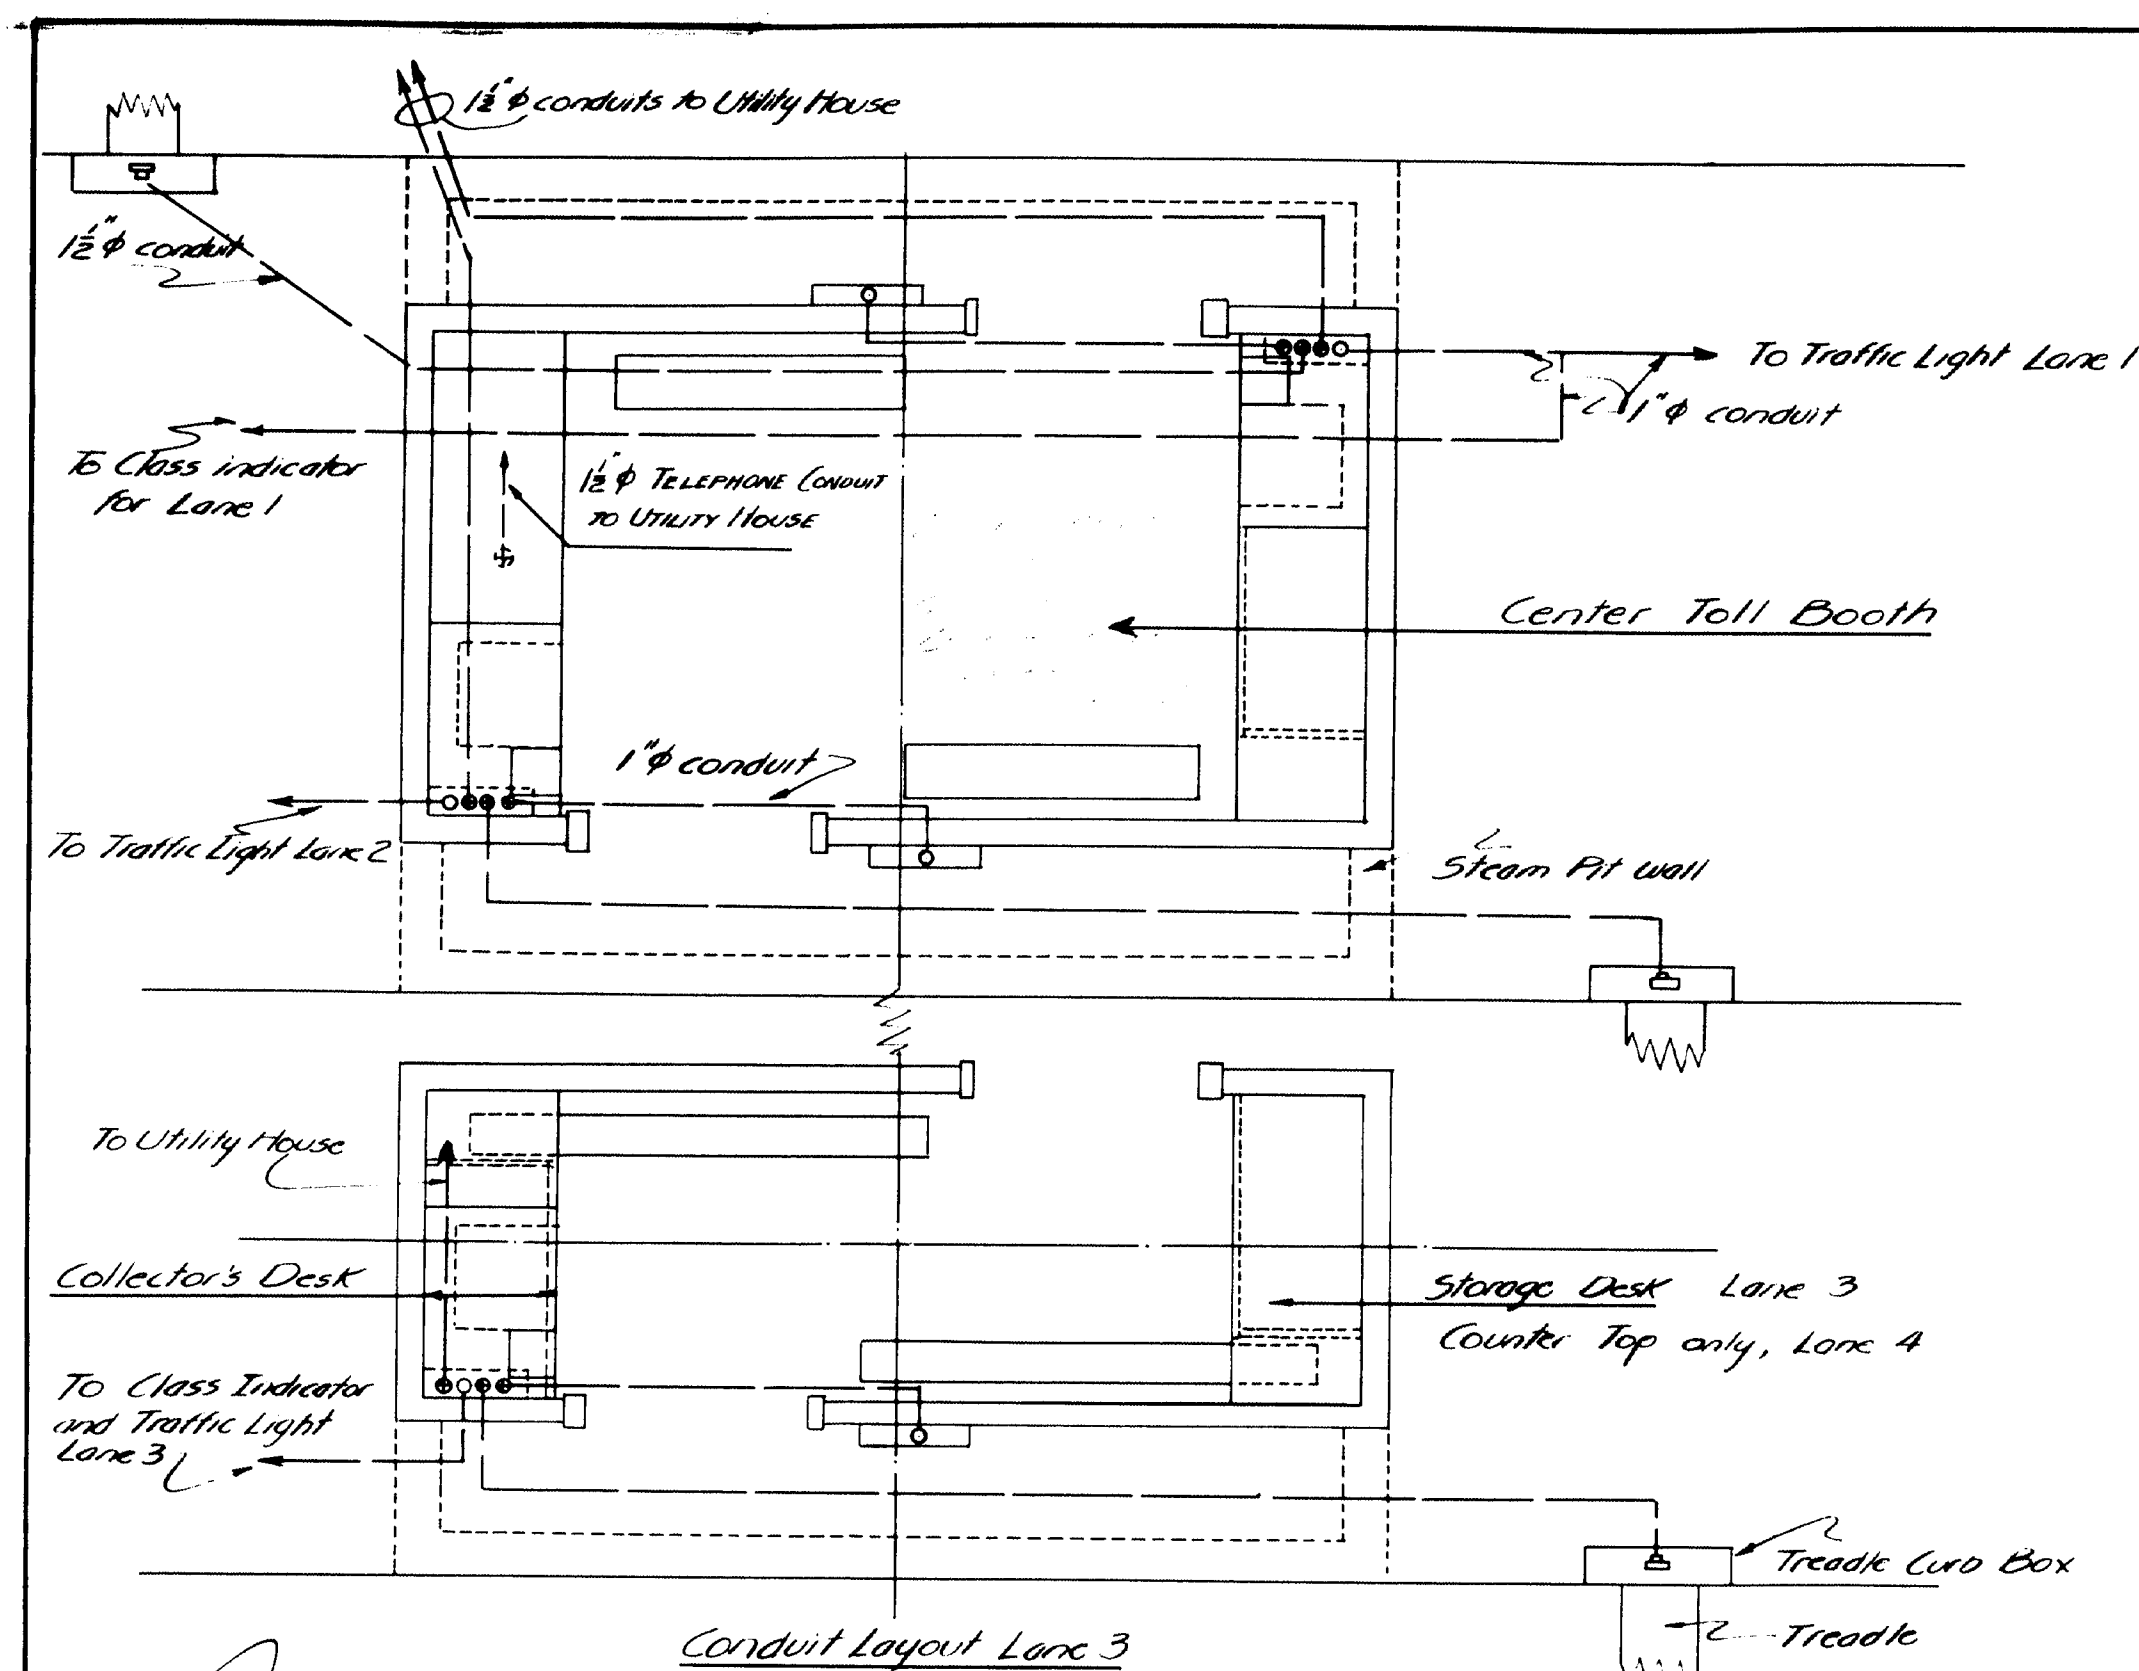 1½"ϕ conduits to Utility House
1½"ϕ conduit
To Traffic Light Lane 1
1"ϕ conduit
To Class indicator
for Lane 1
1½"ϕ TELEPHONE CONDUIT
TO UTILITY HOUSE
Center Toll Booth
1"ϕ conduit
To Traffic Light Lane 2
Steam Pit Wall
To Utility House
Collector's Desk
Storage Desk Lane 3
Counter Top only, Lane 4
To Class Indicator
and Traffic Light
Lane 3
Treadle Curb Box
Treadle
Conduit Layout Lane 3